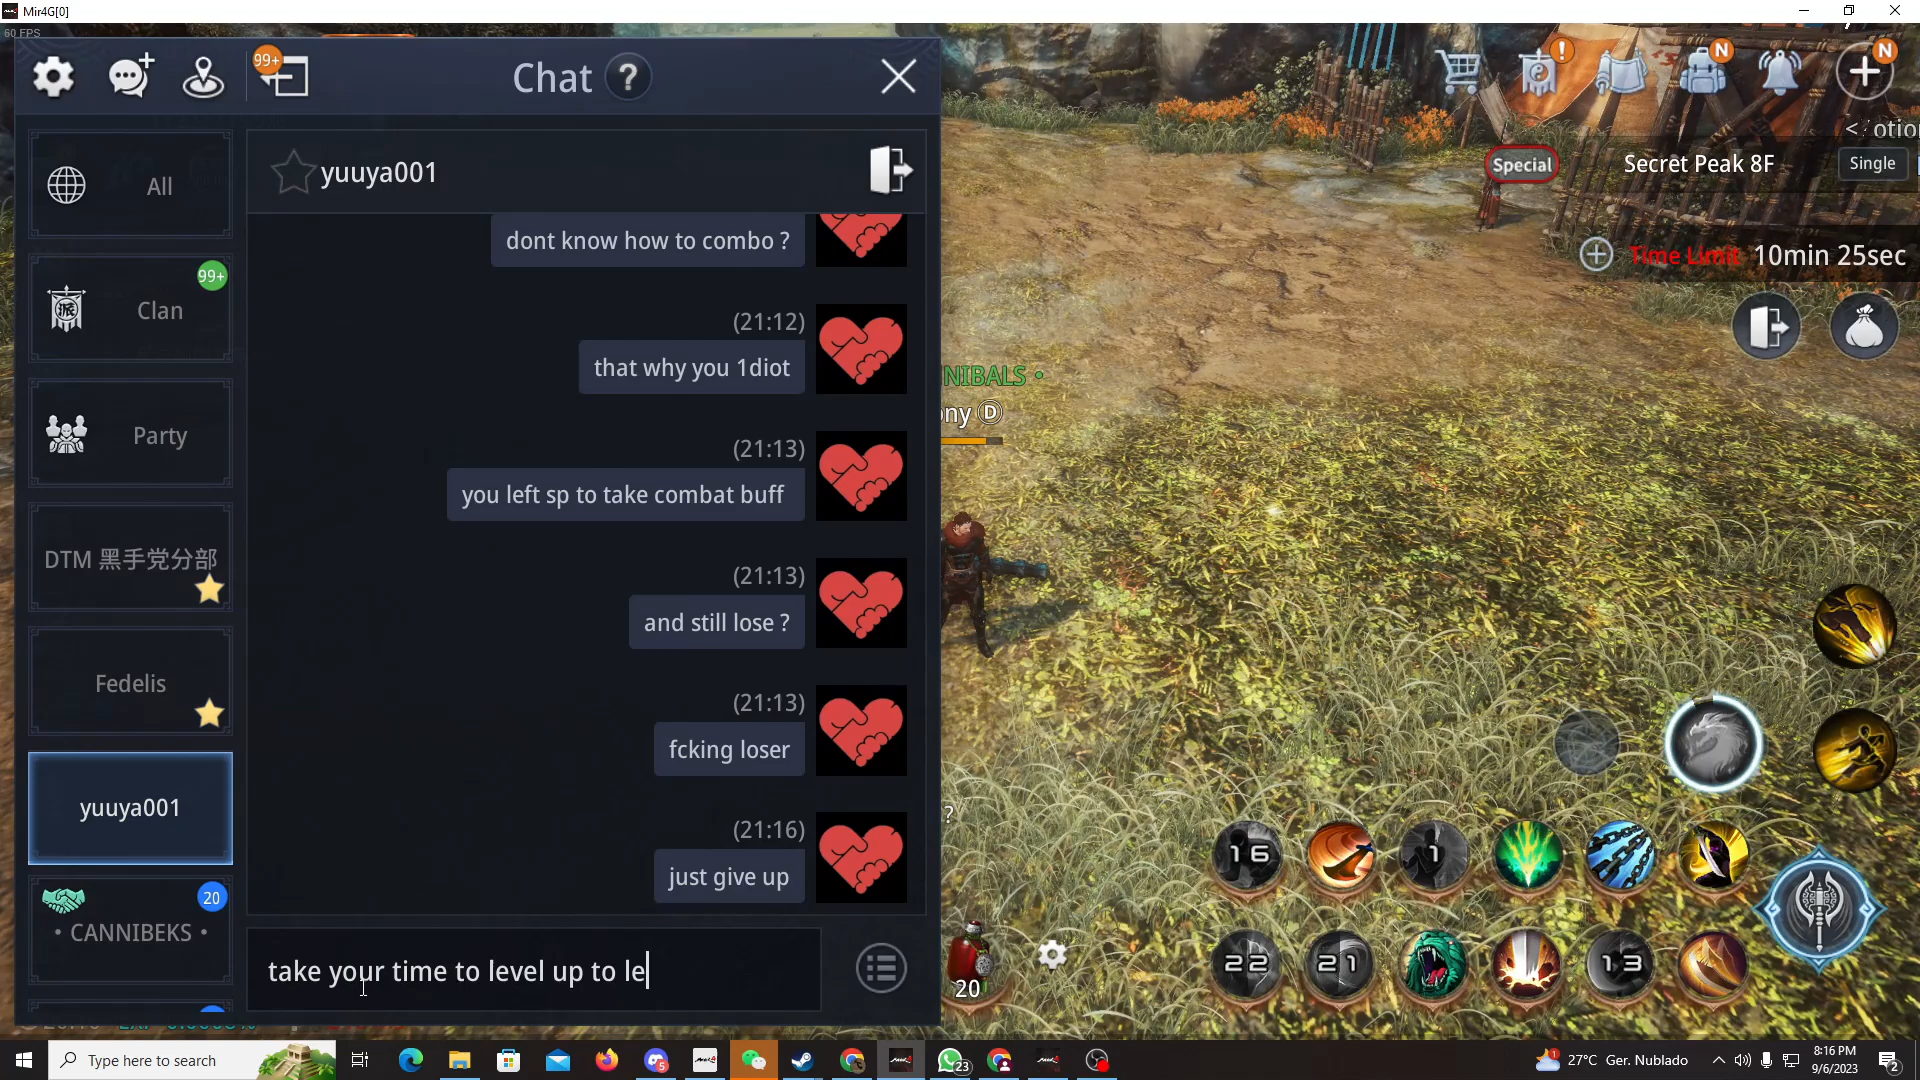 Mir4G[0]
60 FPS
99+
Chat ?
All
Clan
99+
Party
DTM 黑手党分部
Fedelis
yuuya001
20
• CANNIBEKS •
yuuya001
dont know how to combo ?
(21:12)
that why you 1diot
(21:13)
you left sp to take combat buff
(21:13)
and still lose ?
(21:13)
fcking loser
(21:16)
just give up
take your time to level up to le
N
N
Special
Secret Peak 8F
Single
Time Limit 10min 25sec
NIBALS •
ony D
?
16
1
20
22
21
13
Type here to search
5
23
27°C Ger. Nublado
8:16 PM
9/6/2023
2